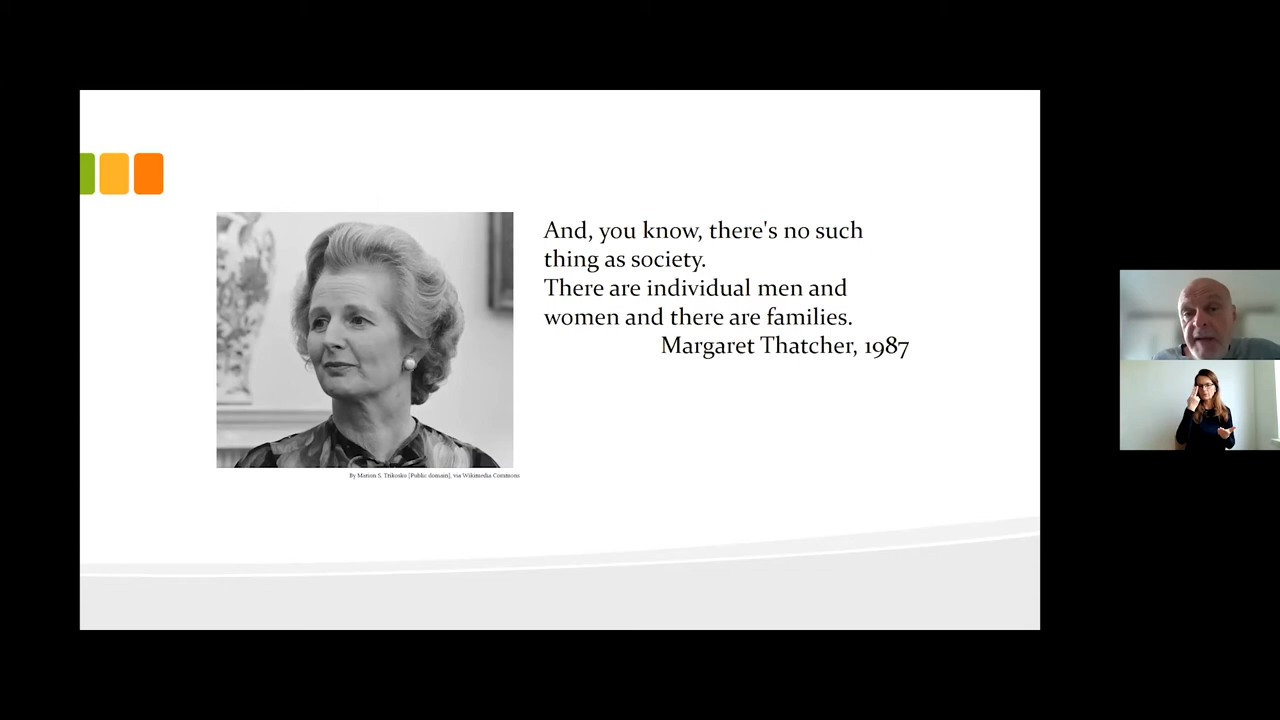 And, you know, there's no such
thing as society.
There are individual men and
women and there are families.
Margaret Thatcher, 1987
By Marion S. Trikosko [Public domain], via Wikimedia Commons